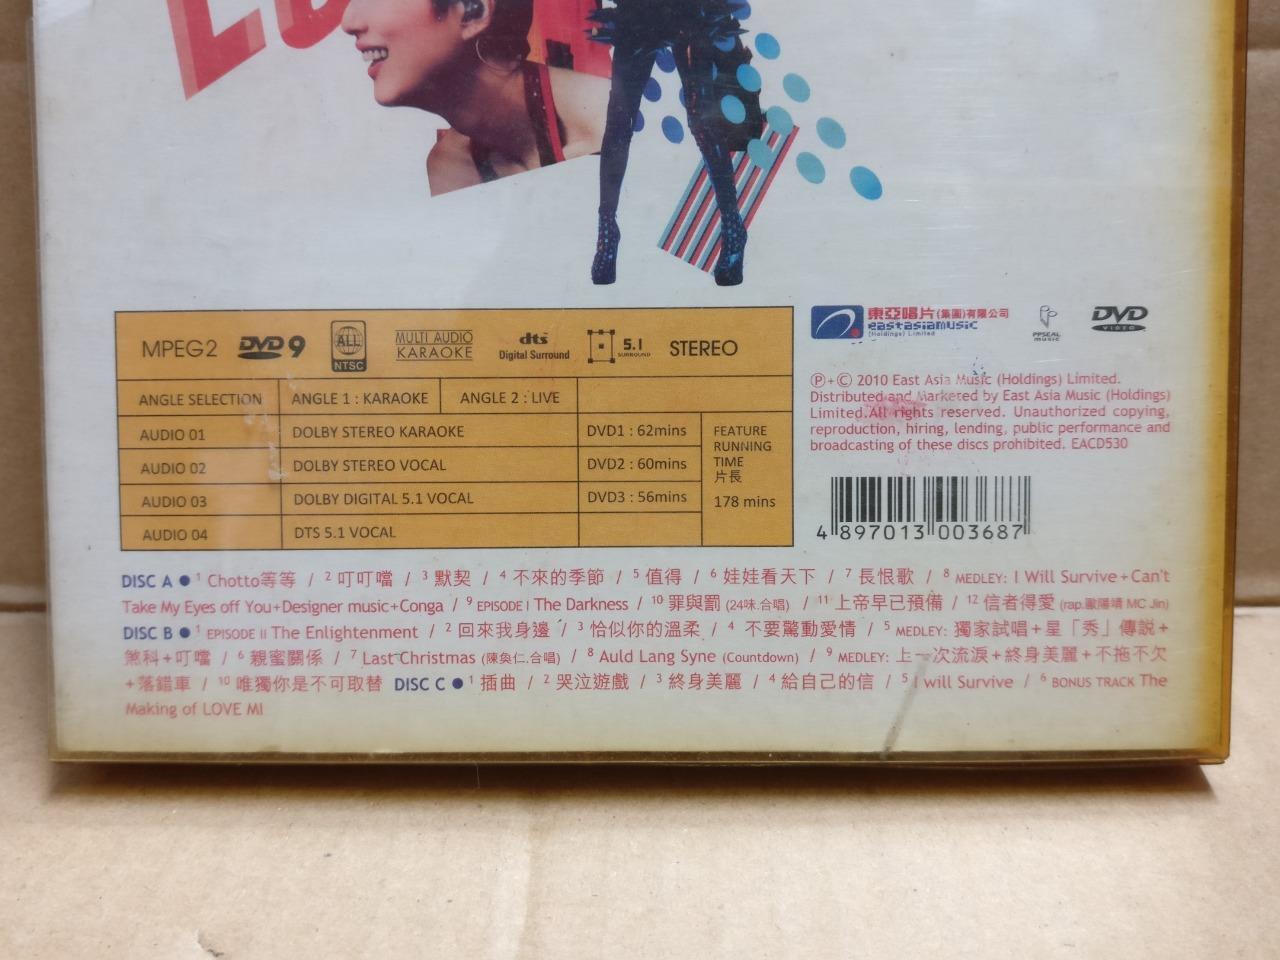 MPEG2 DVD 9 ALL NTSC MULTI AUDIO KARAOKE dts Digital Surround 5.1 SURROUND STEREO
ANGLE SELECTION ANGLE 1 : KARAOKE ANGLE 2 : LIVE
AUDIO 01 DOLBY STEREO KARAOKE DVD1 : 62mins
AUDIO 02 DOLBY STEREO VOCAL DVD2 : 60mins
AUDIO 03 DOLBY DIGITAL 5.1 VOCAL DVD3 : 56mins
AUDIO 04 DTS 5.1 VOCAL
FEATURE
RUNNING
TIME
片長
178 mins
東亞唱片(集團)有限公司
eastasiamusic
(Holdings) Limited
PPSEAL
music
DVD
VIDEO
Ⓟ+© 2010 East Asia Music (Holdings) Limited.
Distributed and Marketed by East Asia Music (Holdings)
Limited.All rights reserved. Unauthorized copying,
reproduction, hiring, lending, public performance and
broadcasting of these discs prohibited. EACD530
4 897013 003687
DISC A ● 1 Chotto等等 / 2 叮叮噹 / 3 默契 / 4 不來的季節 / 5 值得 / 6 娃娃看天下 / 7 長恨歌 / 8 MEDLEY: I Will Survive+Can't
Take My Eyes off You+Designer music+Conga / 9 EPISODE I The Darkness / 10 罪與罰 (24味.合唱) / 11 上帝早已預備 / 12 信者得愛 (rap.歐陽靖 MC Jin)
DISC B ● 1 EPISODE II The Enlightenment / 2 回來我身邊 / 3 恰似你的溫柔 / 4 不要驚動愛情 / 5 MEDLEY: 獨家試唱+星「秀」傳說+
煞科+叮噹 / 6 親蜜關係 / 7 Last Christmas (陳奐仁.合唱) / 8 Auld Lang Syne (Countdown) / 9 MEDLEY: 上一次流淚+終身美麗+不拖不欠
+落錯車 / 10 唯獨你是不可取替 DISC C ● 1 插曲 / 2 哭泣遊戲 / 3 終身美麗 / 4 給自己的信 / 5 I will Survive / 6 BONUS TRACK The
Making of LOVE MI